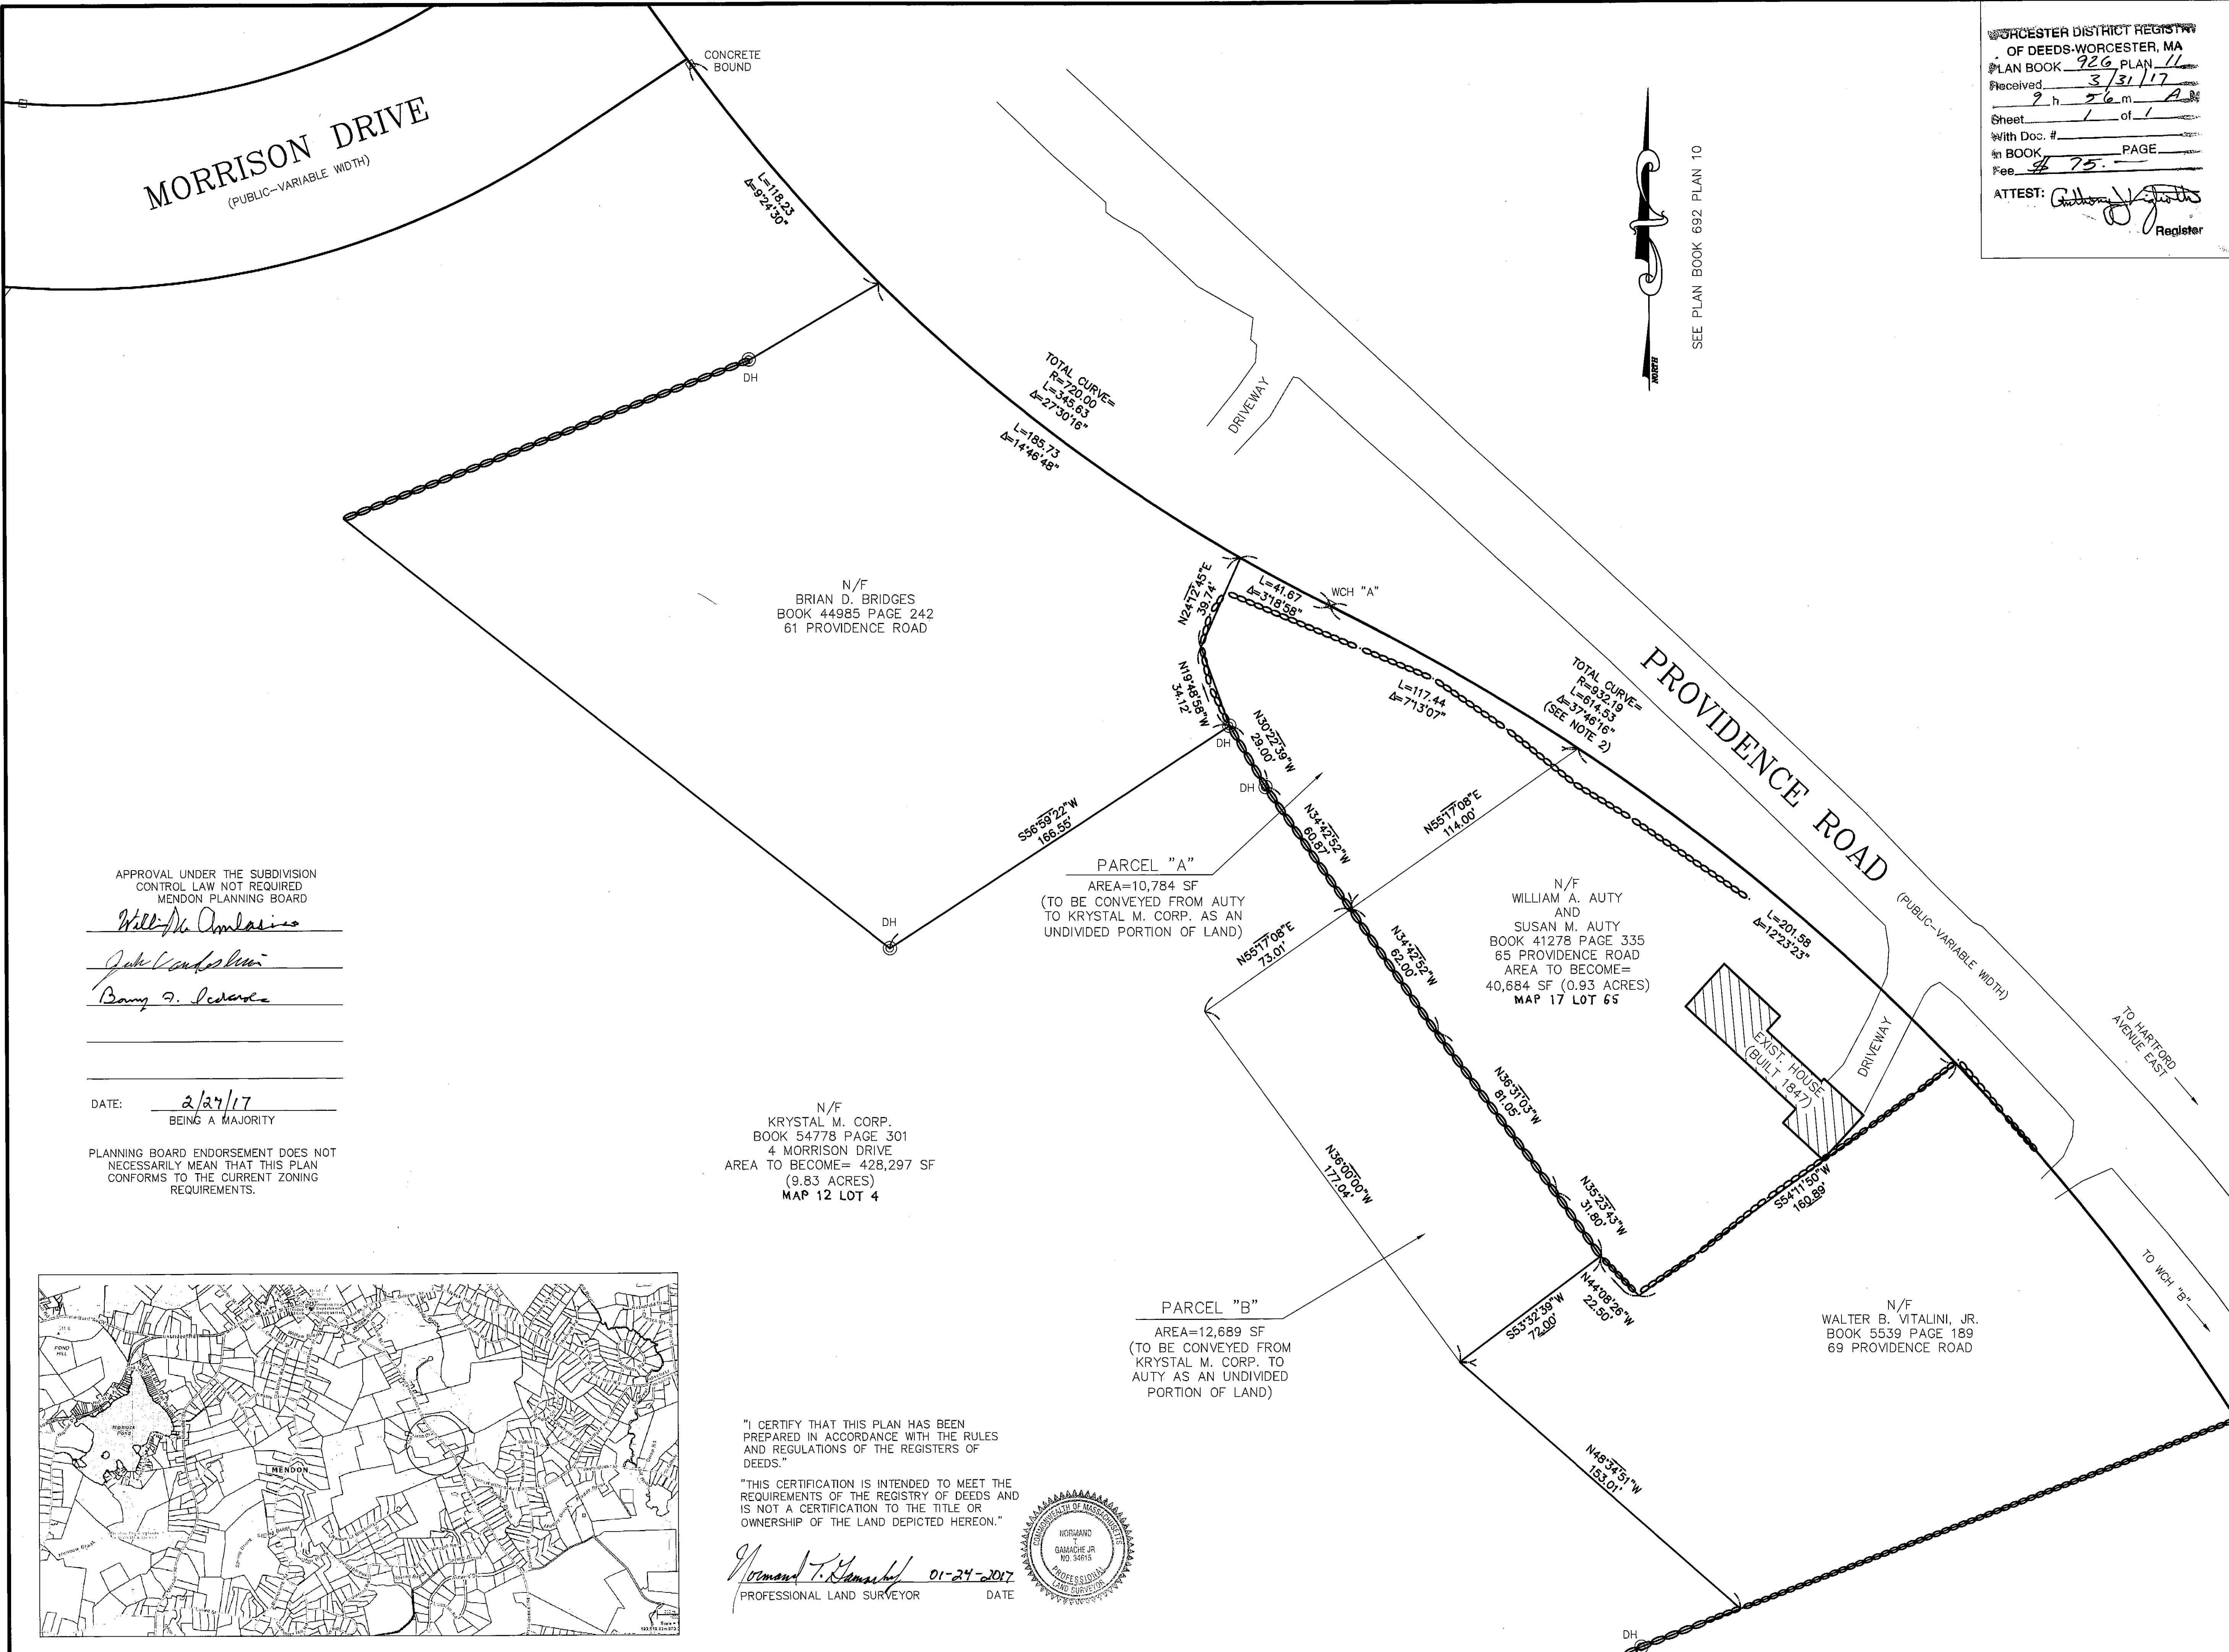 WORCESTER DISTRICT REGISTRY
OF DEEDS-WORCESTER, MA
PLAN BOOK 926 PLAN 11
Received 3/31/17
9 h 56 m A M
Sheet 1 of 1
With Doc. #
In BOOK PAGE
Fee $ 75.—
ATTEST:
Register
CONCRETE
BOUND
MORRISON DRIVE
(PUBLIC-VARIABLE WIDTH)
L=118.23
Δ=9°24'30"
SEE PLAN BOOK 692 PLAN 10
NORTH
DH
TOTAL CURVE=
R=720.00
L=345.63
Δ=27°30'16"
L=185.73
Δ=14°46'48"
DRIVEWAY
N/F
BRIAN D. BRIDGES
BOOK 44985 PAGE 242
61 PROVIDENCE ROAD
N24°12'45"E
39.74'
L=41.67
Δ=3°18'58"
WCH "A"
N19°48'58"W
34.12'
DH
L=117.44
Δ=7°13'07"
TOTAL CURVE=
R=932.19
L=614.53
Δ=37°46'16"
(SEE NOTE 2)
PROVIDENCE ROAD
(PUBLIC-VARIABLE WIDTH)
N30°22'39"W
29.00'
DH
N34°42'52"W
60.87'
N55°17'08"E
114.00'
S56°59'22"W
166.55'
DH
PARCEL "A"
AREA=10,784 SF
(TO BE CONVEYED FROM AUTY
TO KRYSTAL M. CORP. AS AN
UNDIVIDED PORTION OF LAND)
N55°17'08"E
73.01'
N34°42'52"W
62.00'
N/F
WILLIAM A. AUTY
AND
SUSAN M. AUTY
BOOK 41278 PAGE 335
65 PROVIDENCE ROAD
AREA TO BECOME=
40,684 SF (0.93 ACRES)
MAP 17 LOT 65
L=201.58
Δ=12°23'23"
EXIST. HOUSE
(BUILT 1847)
DRIVEWAY
TO HARTFORD
AVENUE EAST
APPROVAL UNDER THE SUBDIVISION
CONTROL LAW NOT REQUIRED
MENDON PLANNING BOARD
DATE: 2/27/17
BEING A MAJORITY
PLANNING BOARD ENDORSEMENT DOES NOT
NECESSARILY MEAN THAT THIS PLAN
CONFORMS TO THE CURRENT ZONING
REQUIREMENTS.
N/F
KRYSTAL M. CORP.
BOOK 54778 PAGE 301
4 MORRISON DRIVE
AREA TO BECOME= 428,297 SF
(9.83 ACRES)
MAP 12 LOT 4
N36°31'03"W
81.05'
N36°00'00"W
177.04'
N35°23'43"W
31.80'
S54°11'50"W
160.89'
N44°08'26"W
22.50'
S53°32'39"W
72.00'
PARCEL "B"
AREA=12,689 SF
(TO BE CONVEYED FROM
KRYSTAL M. CORP. TO
AUTY AS AN UNDIVIDED
PORTION OF LAND)
TO WCH "B"
N/F
WALTER B. VITALINI, JR.
BOOK 5539 PAGE 189
69 PROVIDENCE ROAD
N48°34'51"W
153.01'
DH
POND
HILL
MENDON
"I CERTIFY THAT THIS PLAN HAS BEEN
PREPARED IN ACCORDANCE WITH THE RULES
AND REGULATIONS OF THE REGISTERS OF
DEEDS."
"THIS CERTIFICATION IS INTENDED TO MEET THE
REQUIREMENTS OF THE REGISTRY OF DEEDS AND
IS NOT A CERTIFICATION TO THE TITLE OR
OWNERSHIP OF THE LAND DEPICTED HEREON."
COMMONWEALTH OF MASSACHUSETTS
NORMAND
T.
GAMACHE JR
NO. 34615
PROFESSIONAL
LAND SURVEYOR
Normand T. Gamache Jr 01-24-2017
PROFESSIONAL LAND SURVEYOR DATE